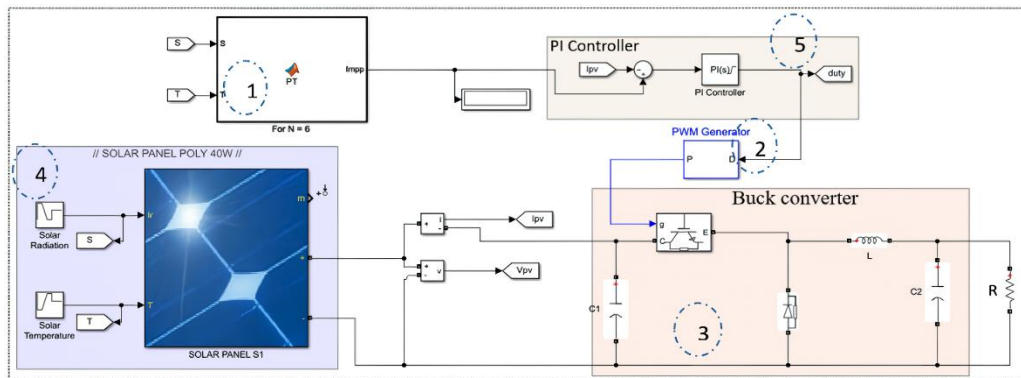 S
S
1
PT
Impp
T
T
For N = 6
PI Controller
5
Ipv
PI(s)
PI Controller
duty
PWM Generator
2
P
D
// SOLAR PANEL POLY 40W //
4
m
Ir
Solar
Radiation
S
+
T
Solar
Temperature
T
-
SOLAR PANEL S1
i
+
-
Ipv
+
-
v
Vpv
Buck converter
g
C
E
L
C1
C2
R
3